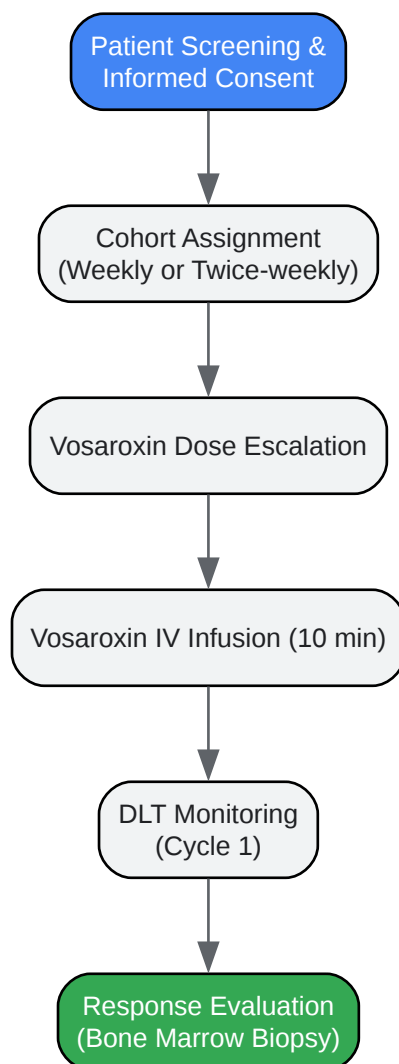 Patient Screening &
Informed Consent
Cohort Assignment
(Weekly or Twice-weekly)
Vosaroxin Dose Escalation
Vosaroxin IV Infusion (10 min)
DLT Monitoring
(Cycle 1)
Response Evaluation
(Bone Marrow Biopsy)